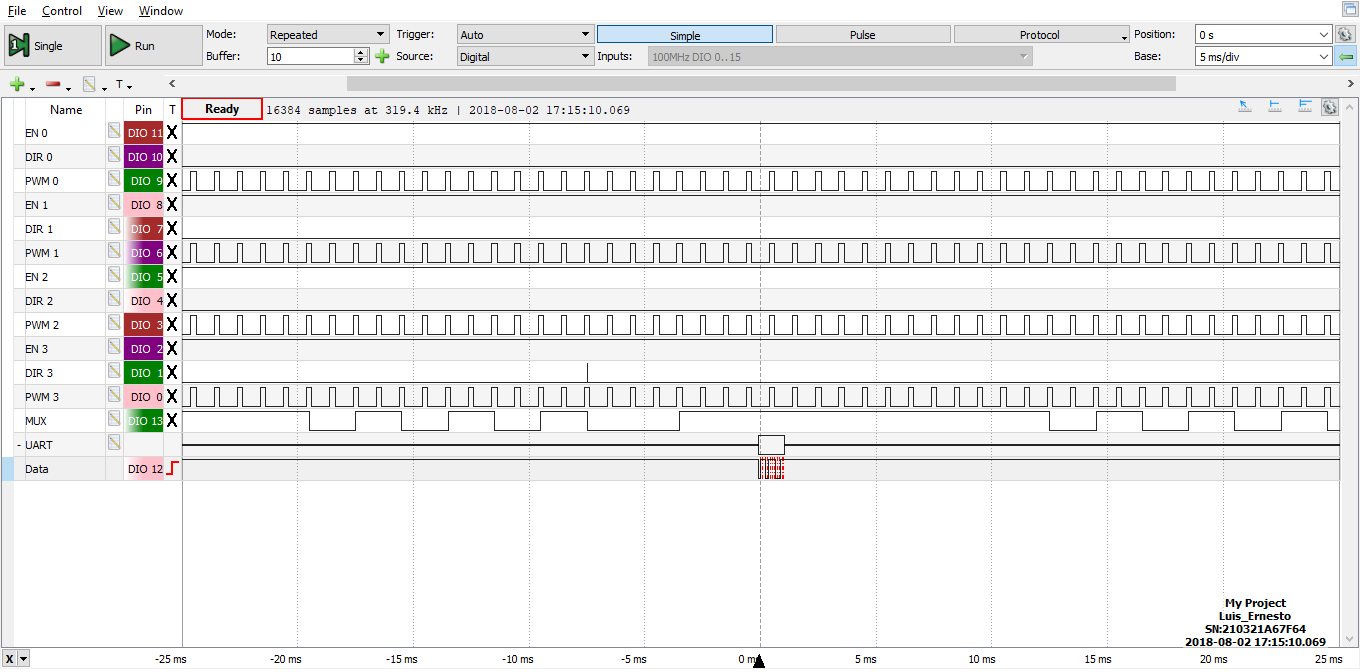 File Control View Window
Single Run Mode: Repeated Trigger: Auto Simple Pulse Protocol Position: 0 s
Buffer: 10 Source: Digital Inputs: 100MHz DIO 0..15 Base: 5 ms/div
T
Name Pin T Ready 16384 samples at 319.4 kHz | 2018-08-02 17:15:10.069
EN 0 DIO 11 X
DIR 0 DIO 10 X
PWM 0 DIO 9 X
EN 1 DIO 8 X
DIR 1 DIO 7 X
PWM 1 DIO 6 X
EN 2 DIO 5 X
DIR 2 DIO 4 X
PWM 2 DIO 3 X
EN 3 DIO 2 X
DIR 3 DIO 1 X
PWM 3 DIO 0 X
MUX DIO 13 X
- UART
Data DIO 12
My Project
Luis_Ernesto
SN:210321A67F64
2018-08-02 17:15:10.069
X -25 ms -20 ms -15 ms -10 ms -5 ms 0 ms 5 ms 10 ms 15 ms 20 ms 25 ms